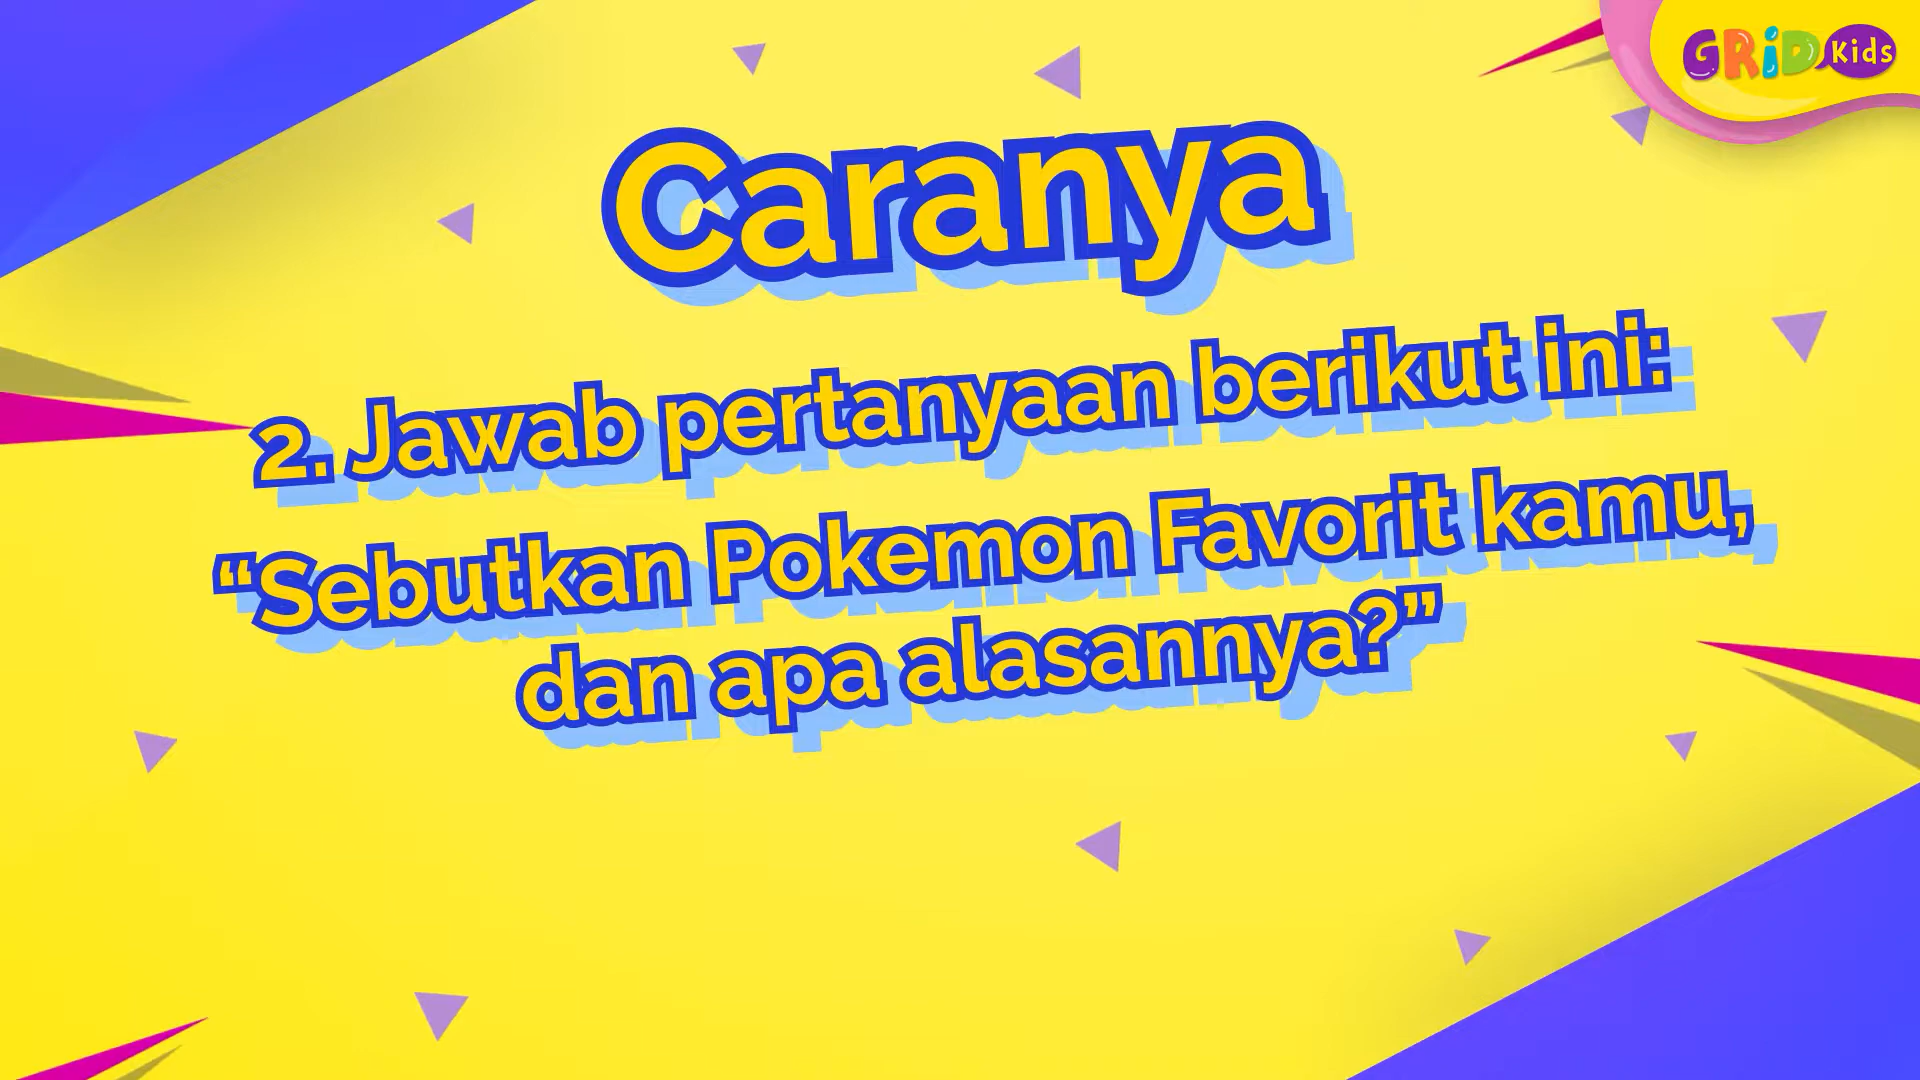 GRiD Kids
Caranya
2. Jawab pertanyaan berikut ini:
“Sebutkan Pokemon Favorit kamu,
dan apa alasannya?”